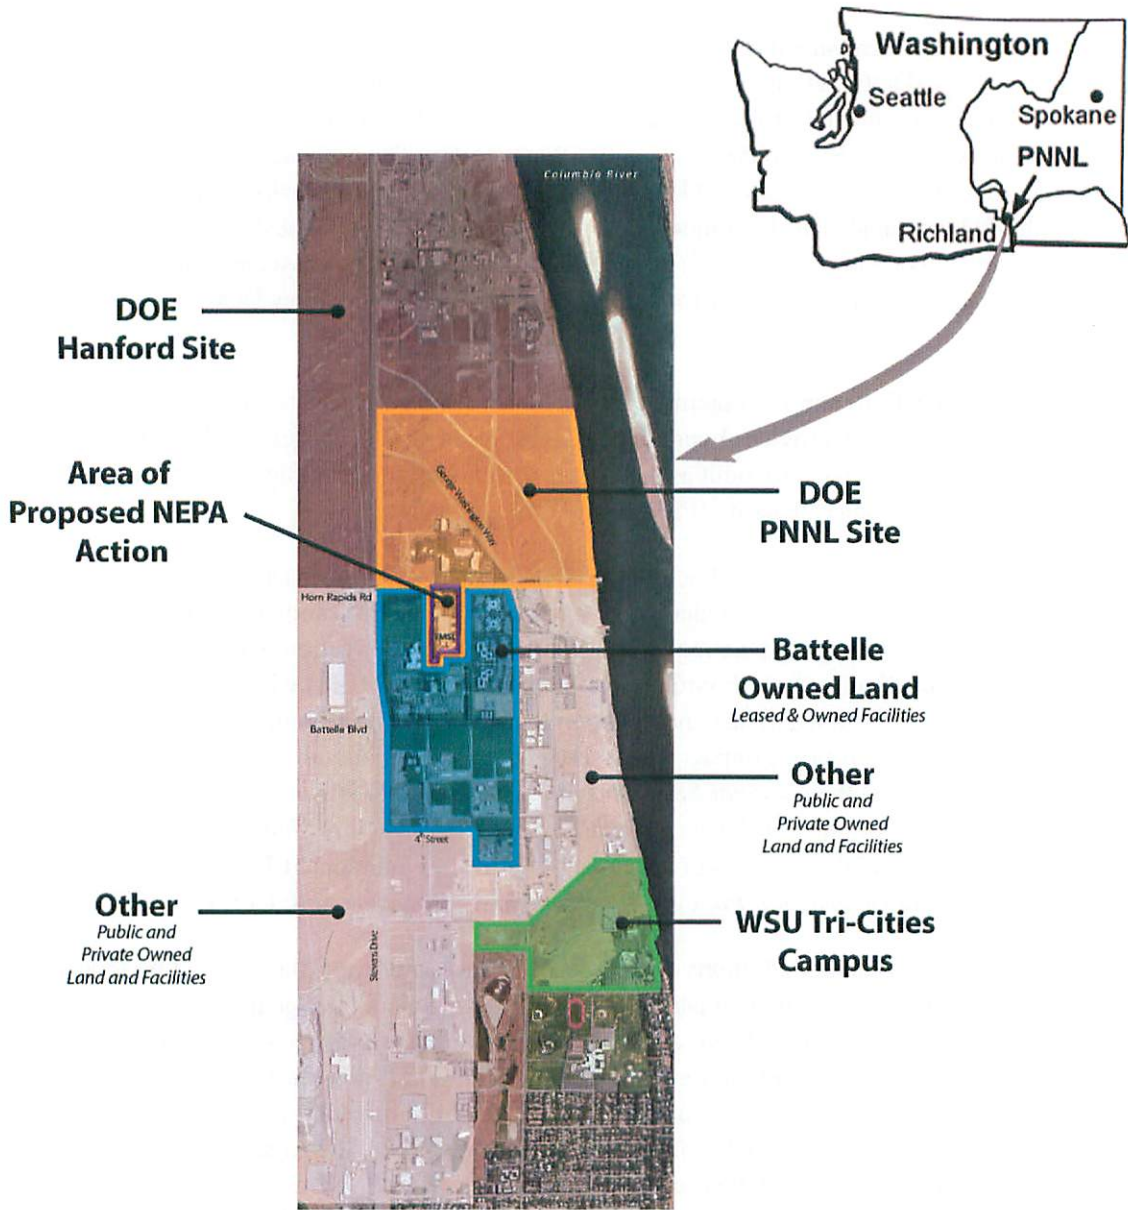 Washington
Seattle
Spokane
PNNL
Richland
Columbia River
DOE
Hanford Site
George Washington Way
Area of
Proposed NEPA
Action
DOE
PNNL Site
Horn Rapids Rd
EMSL
Battelle
Owned Land
Leased & Owned Facilities
Battelle Blvd
Other
Public and
Private Owned
Land and Facilities
4th Street
Other
Public and
Private Owned
Land and Facilities
Stevens Drive
WSU Tri-Cities
Campus